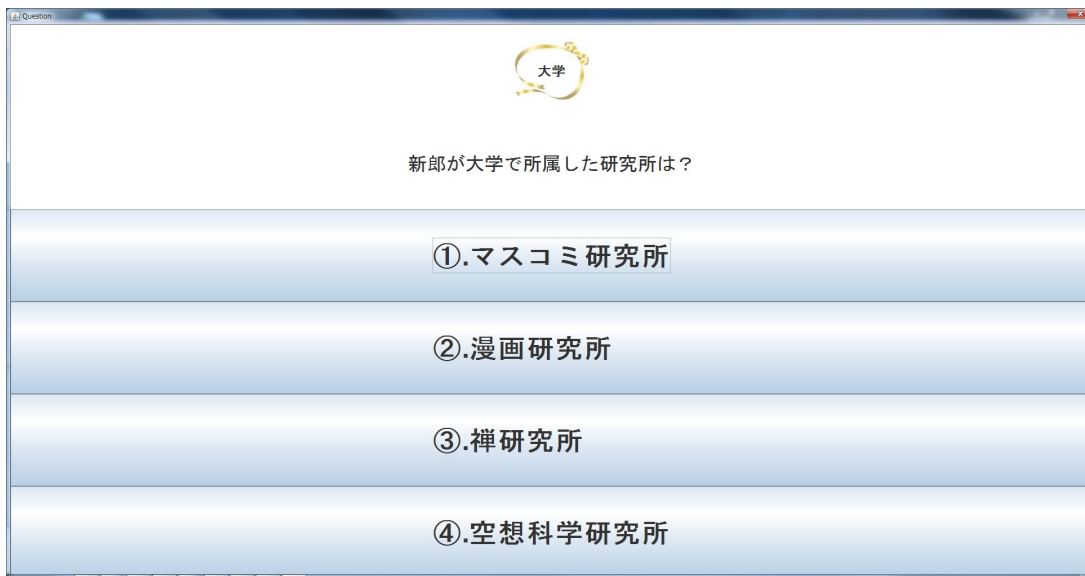 Question
大学
新郎が大学で所属した研究所は？
①.マスコミ研究所
②.漫画研究所
③.禅研究所
④.空想科学研究所